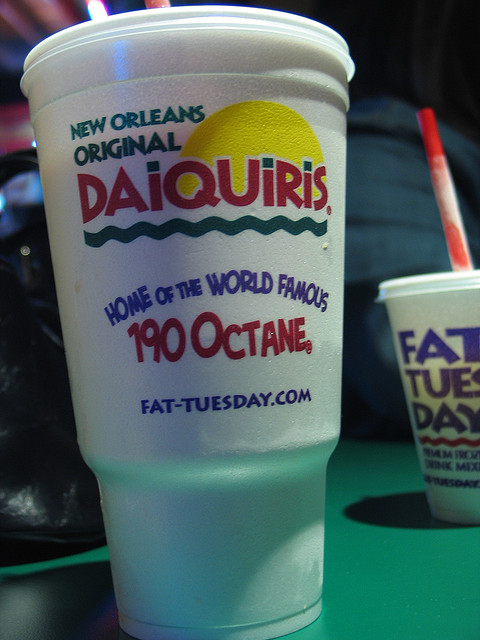 NEW ORLEANS
ORIGINAL
DAiQUiRiS®
HOME OF THE WORLD FAMOUS
190 OCTANE®
FAT-TUESDAY.COM
FAT
TUES
DAY